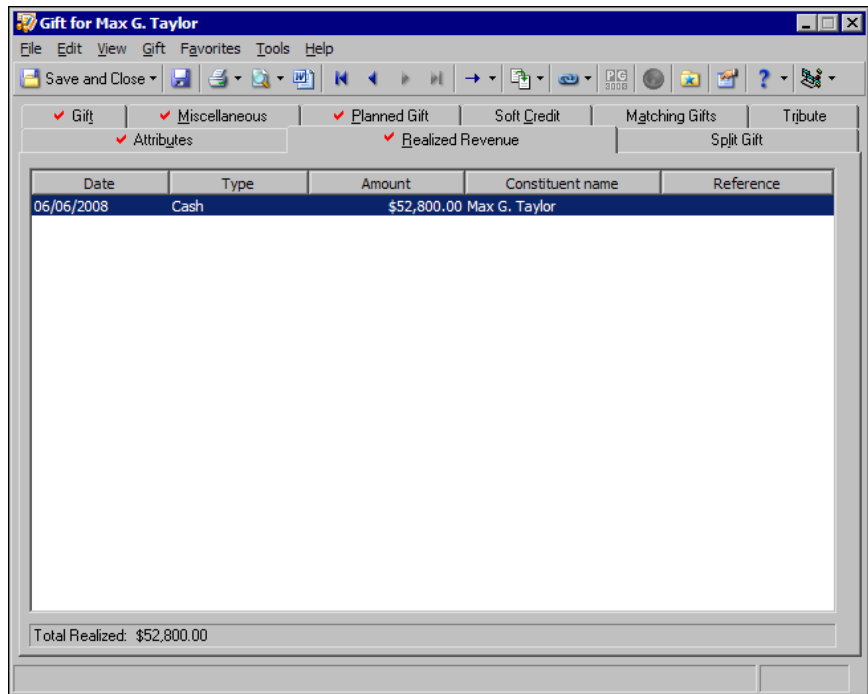 Gift for Max G. Taylor
File Edit View Gift Favorites Tools Help
Save and Close
Gift Miscellaneous Planned Gift Soft Credit Matching Gifts Tribute
Attributes Realized Revenue Split Gift
Date Type Amount Constituent name Reference
06/06/2008 Cash $52,800.00 Max G. Taylor
Total Realized: $52,800.00